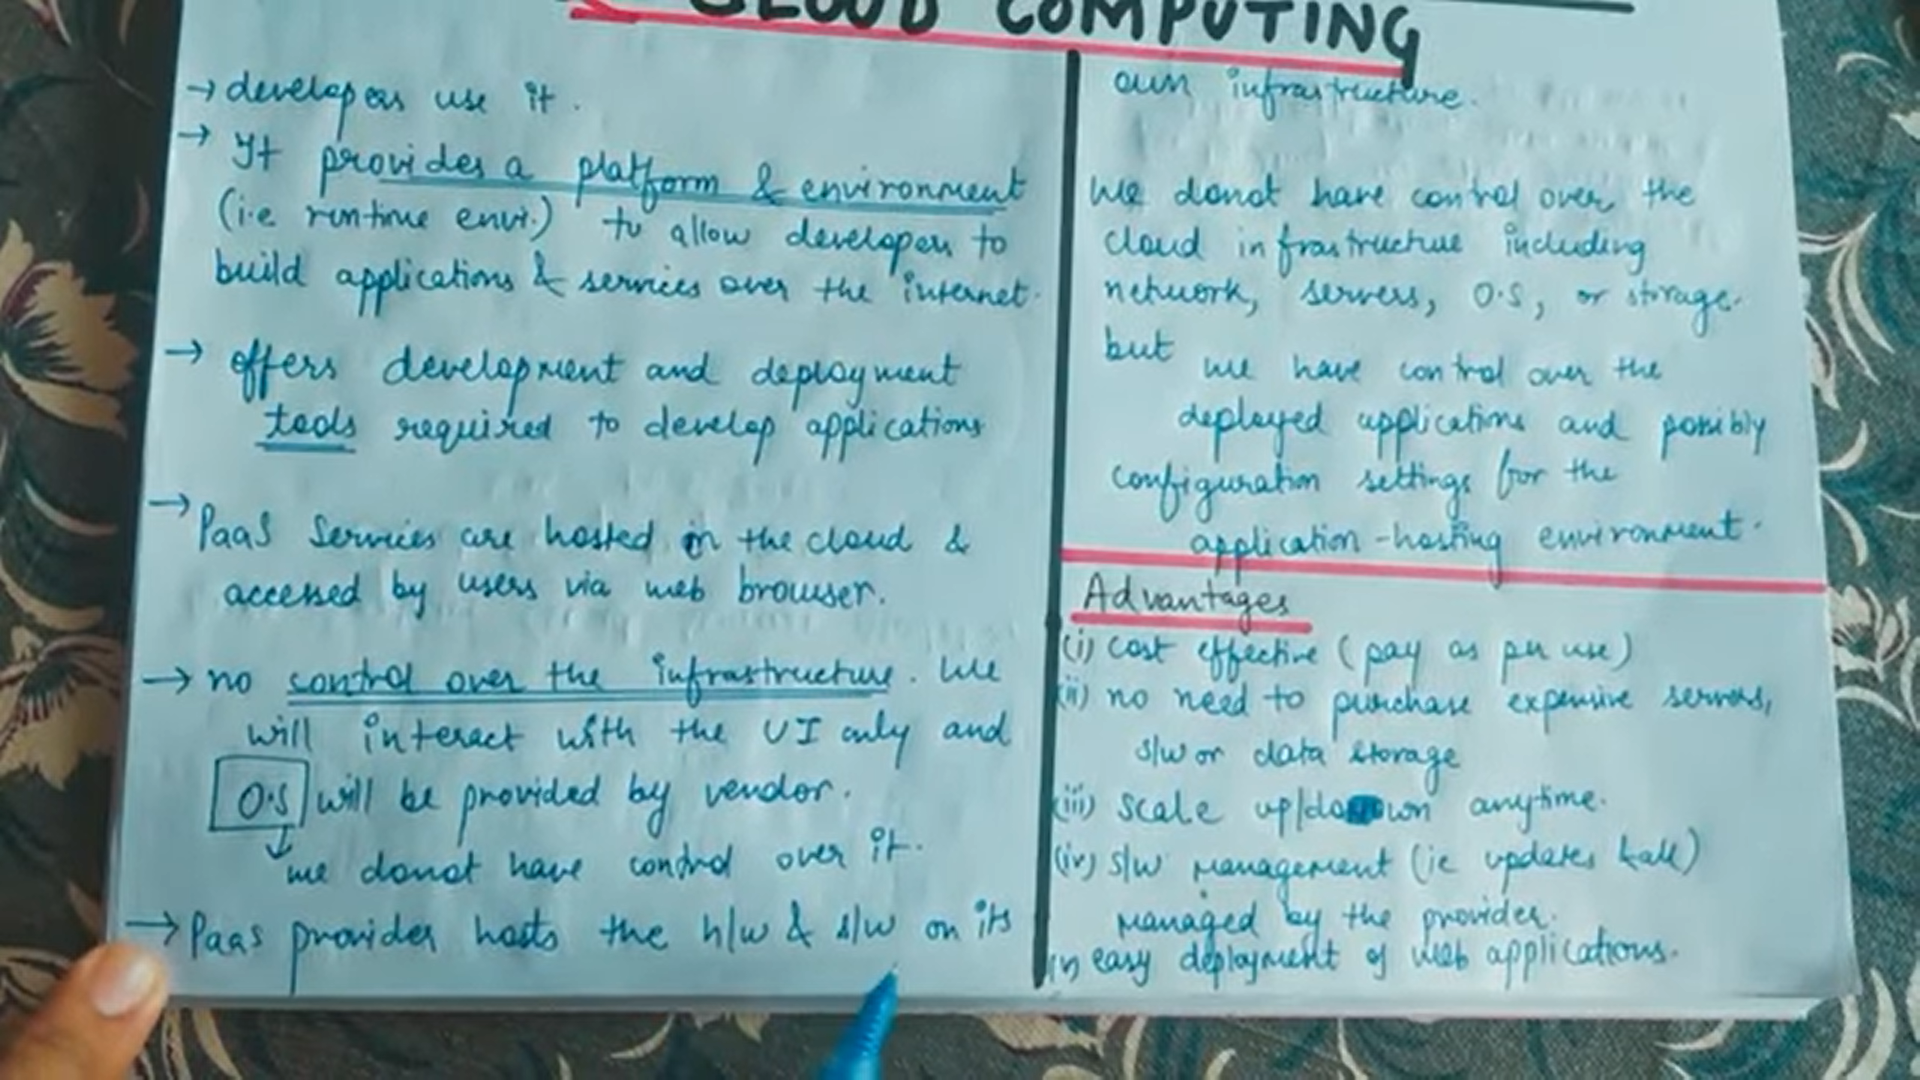 CLOUD COMPUTING
→ developers use it.
→ It provides a platform & environment
(i.e runtime envi.) to allow developers to
build applications & services over the internet.
→ offers development and deployment
tools required to develop applications
→ PaaS Services are hosted in the cloud &
accessed by users via web browser.
→ no control over the infrastructure. We
will interact with the UI only and
O.S will be provided by vendor.
↓
we donot have control over it.
→ PaaS provider hosts the h/w & s/w on its
own infrastructure.
We donot have control over the
cloud infrastructure including
network, servers, O.S, or storage.
but
we have control over the
deployed applications and possibly
configuration settings for the
application-hosting environment.
Advantages
(i) cost effective (pay as per use)
(ii) no need to purchase expensive servers,
s/w or data storage
(iii) scale up/down anytime.
(iv) s/w management (ie updates & all)
managed by the provider.
(v) easy deployment of web applications.